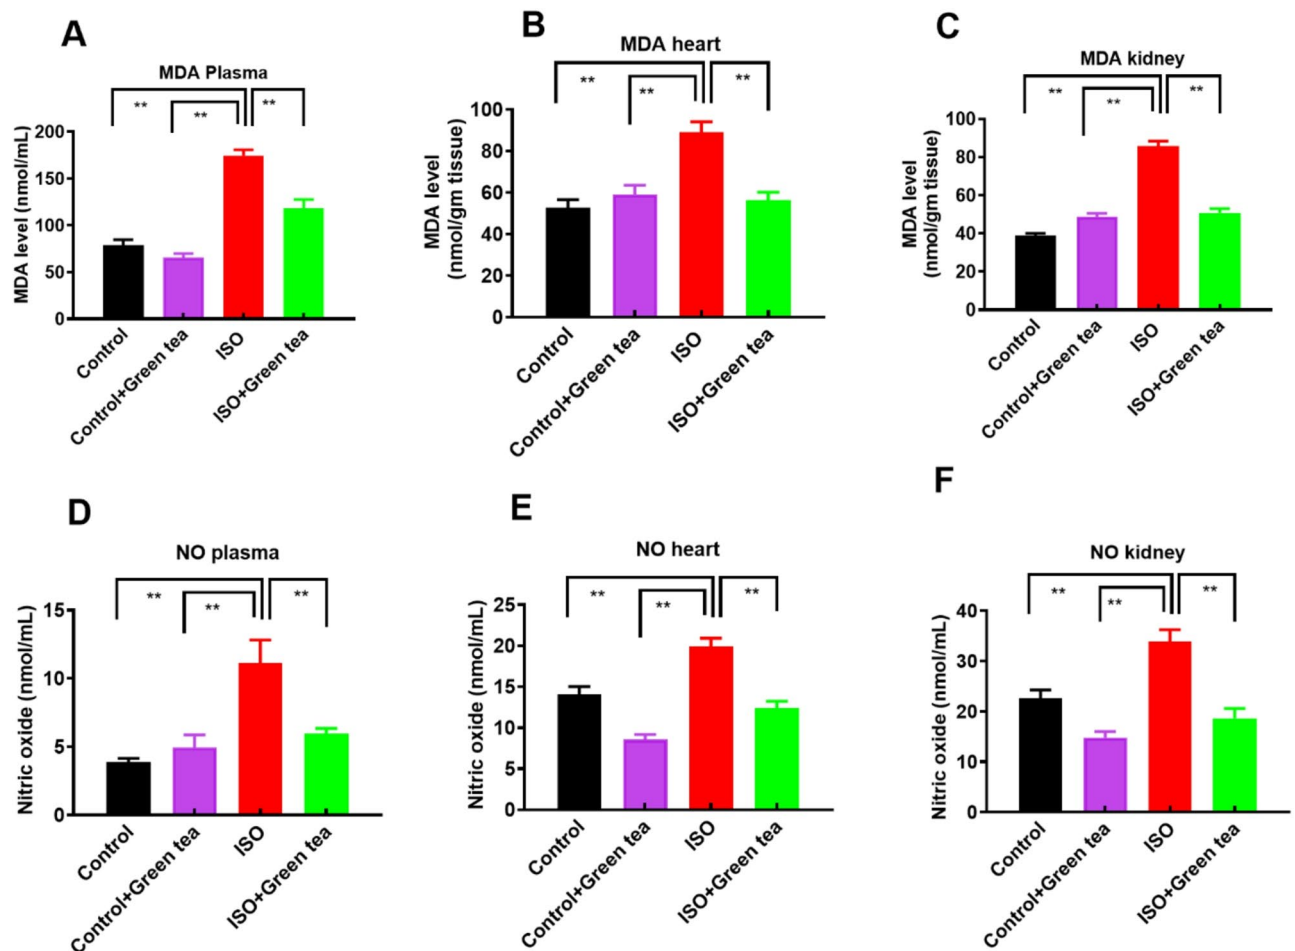 A
MDA Plasma
**
**
**
MDA level (nmol/mL)
200
150
100
50
0
Control
Control+Green tea
ISO
ISO+Green tea
B
MDA heart
**
**
**
MDA level
(nmol/gm tissue)
100
80
60
40
20
0
Control
Control+Green tea
ISO
ISO+Green tea
C
MDA kidney
**
**
**
MDA level
(nmol/gm tissue)
100
80
60
40
20
0
Control
Control+Green tea
ISO
ISO+Green tea
D
NO plasma
**
**
**
Nitric oxide (nmol/mL)
15
10
5
0
Control
Control+Green tea
ISO
ISO+Green tea
E
NO heart
**
**
**
Nitric oxide (nmol/mL)
25
20
15
10
5
0
Control
Control+Green tea
ISO
ISO+Green tea
F
NO kidney
**
**
**
Nitric oxide (nmol/mL)
40
30
20
10
0
Control
Control+Green tea
ISO
ISO+Green tea